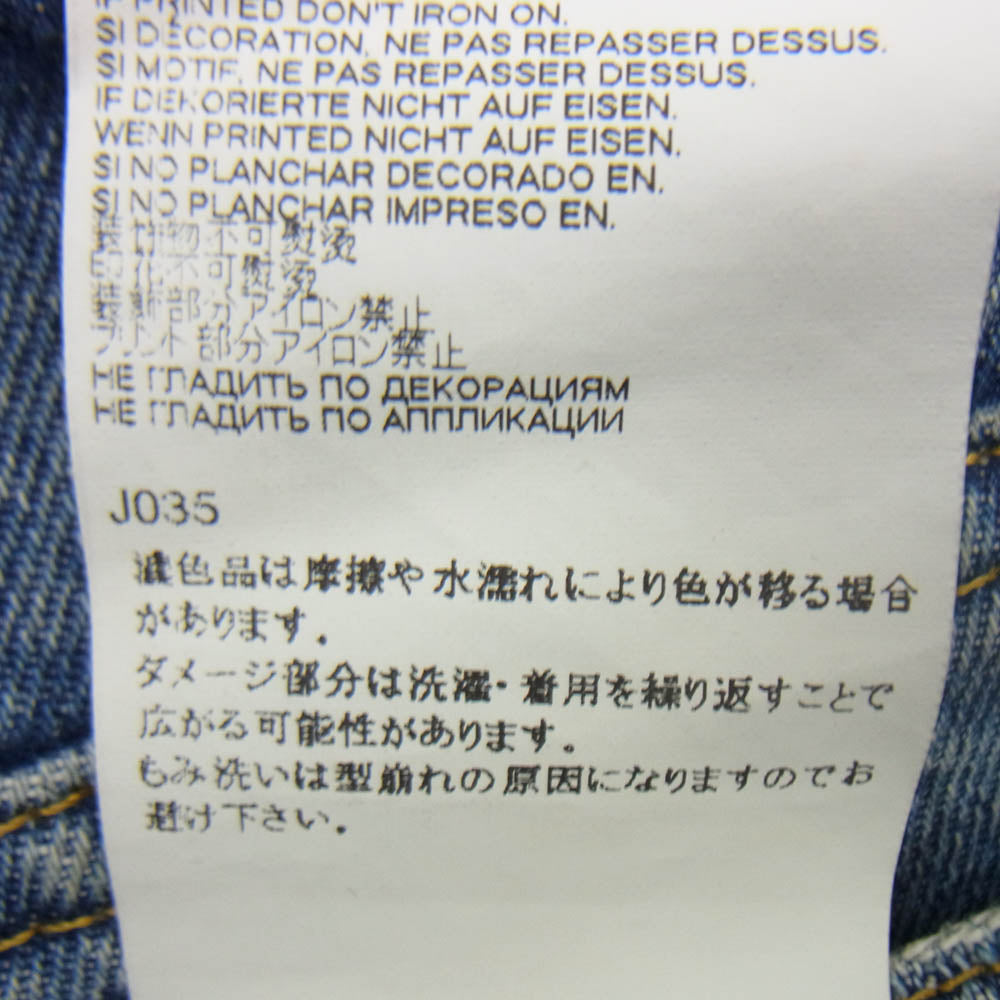 IF PRINTED DON'T IRON ON.
SI DÉCORATION, NE PAS REPASSER DESSUS.
SI MOTIF, NE PAS REPASSER DESSUS.
IF DEKORIERTE NICHT AUF EISEN.
WENN PRINTED NICHT AUF EISEN.
SI NO PLANCHAR DECORADO EN.
SI NO PLANCHAR IMPRESO EN.
装饰物不可熨烫
印花不可熨烫
装飾部分アイロン禁止
プリント部分アイロン禁止
НЕ ГЛАДИТЬ ПО ДЕКОРАЦИЯМ
НЕ ГЛАДИТЬ ПО АППЛИКАЦИИ
J035
濃色品は摩擦や水濡れにより色が移る場合
があります.
ダメージ部分は洗濯・着用を繰り返すことで
広がる可能性があります.
もみ洗いは型崩れの原因になりますのでお
避け下さい.